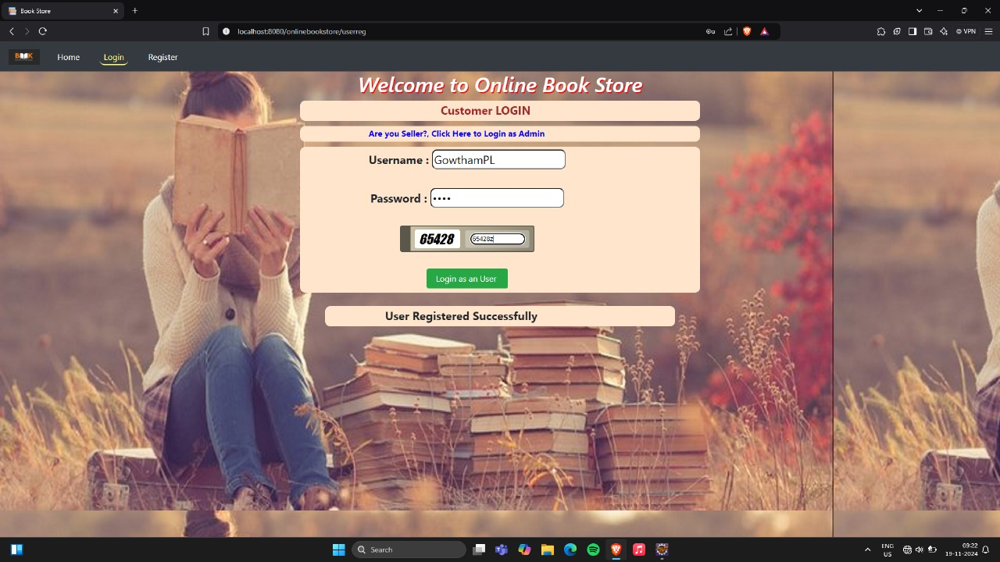 Book Store
localhost:8080/onlinebookstore/userreg
VPN
BOOK
Home
Login
Register
Welcome to Online Book Store
Customer LOGIN
Are you Seller?, Click Here to Login as Admin
Username : GowthamPL
Password : ••••
65428 65428z
Login as an User
User Registered Successfully
Search
ENG
US
09:22
19-11-2024